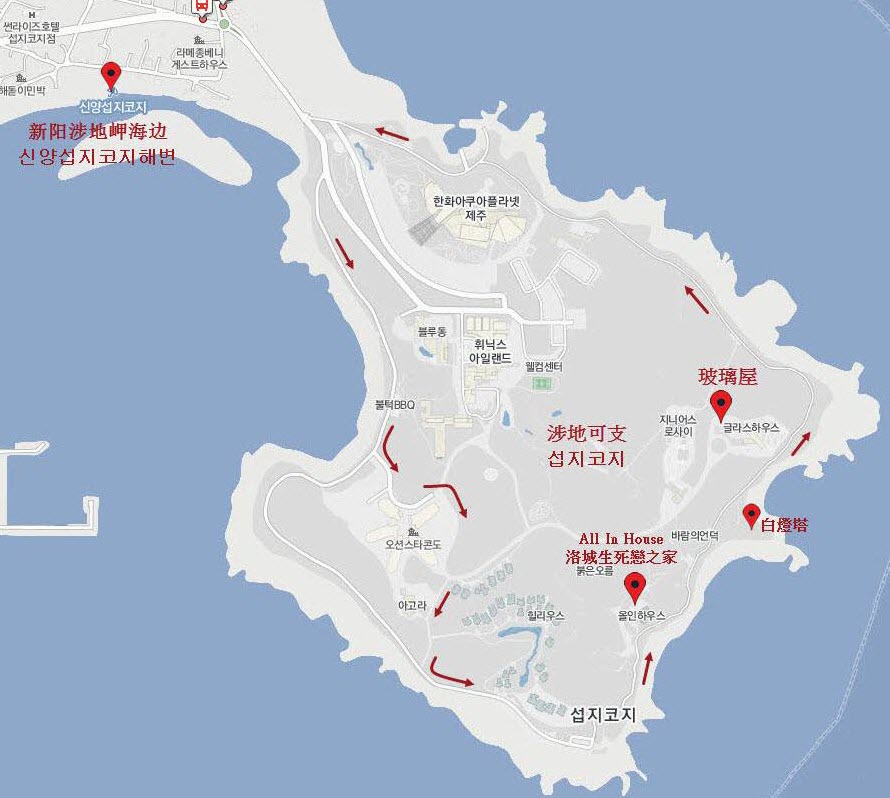 썬라이즈호텔
섭지코지점
라메종베니
게스트하우스
해돋이민박
신양섭지코지
新阳涉地岬海边
신양섭지코지해변
한화아쿠아플라넷
제주
블루동
휘닉스
아일랜드
웰컴센터
불턱BBQ
玻璃屋
지니어스
로사이
글라스하우스
涉地可支
섭지코지
白燈塔
오션스타콘도
바람의언덕
All In House
洛城生死戀之家
붉은오름
아고라
힐리우스
올인하우스
섭지코지